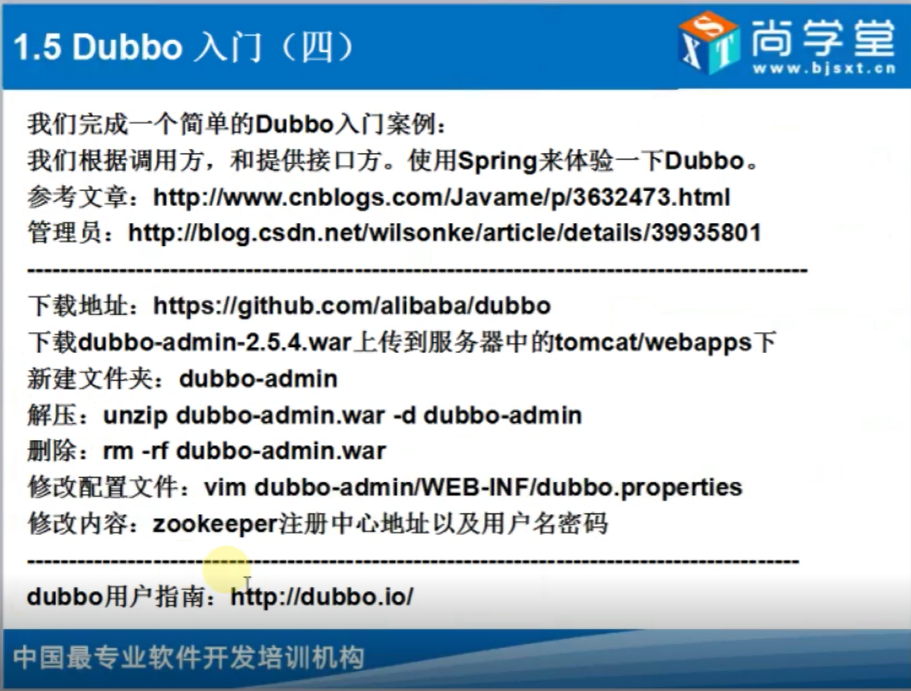 1.5 Dubbo 入门（四）
SXT 尚学堂
www.bjsxt.cn
我们完成一个简单的Dubbo入门案例：
我们根据调用方，和提供接口方。使用Spring来体验一下Dubbo。
参考文章：http://www.cnblogs.com/Javame/p/3632473.html
管理员：http://blog.csdn.net/wilsonke/article/details/39935801
------------------------------------------------------------------------------------------
下载地址：https://github.com/alibaba/dubbo
下载dubbo-admin-2.5.4.war上传到服务器中的tomcat/webapps下
新建文件夹：dubbo-admin
解压：unzip dubbo-admin.war -d dubbo-admin
删除：rm -rf dubbo-admin.war
修改配置文件：vim dubbo-admin/WEB-INF/dubbo.properties
修改内容：zookeeper注册中心地址以及用户名密码
------------------------------------------------------------------------------------------
dubbo用户指南：http://dubbo.io/
中国最专业软件开发培训机构